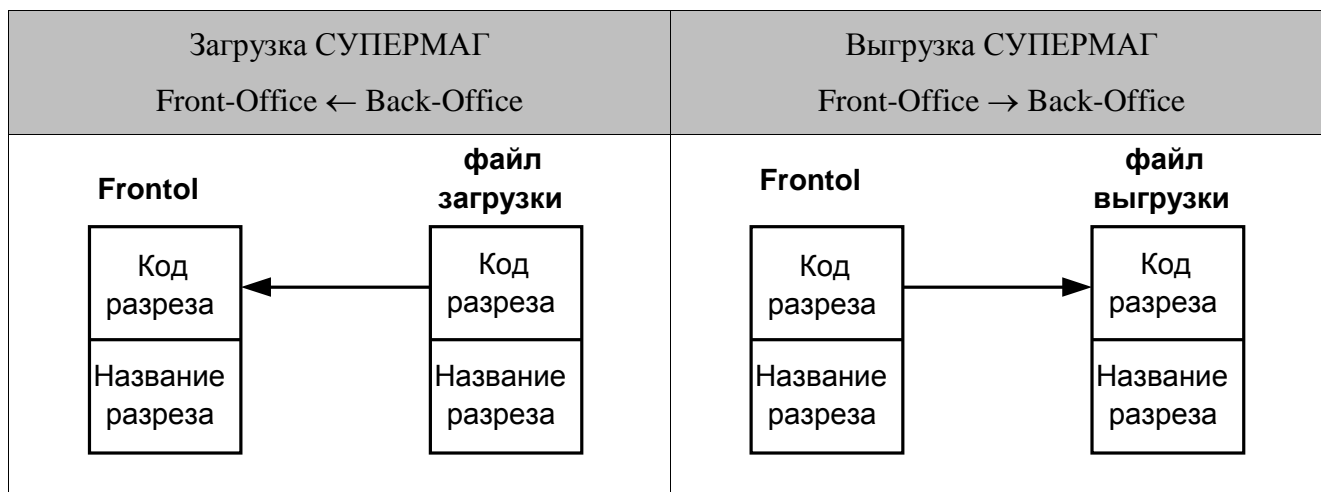 Загрузка СУПЕРМАГ
Front-Office ← Back-Office
Выгрузка СУПЕРМАГ
Front-Office → Back-Office
Frontol
файл
загрузки
Код
разреза
Название
разреза
Код
разреза
Название
разреза
Frontol
файл
выгрузки
Код
разреза
Название
разреза
Код
разреза
Название
разреза